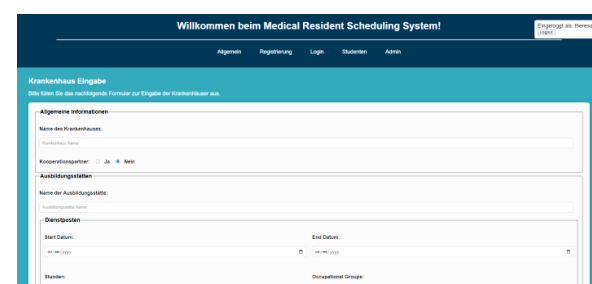 Willkommen beim Medical Resident Scheduling System!
Eingeloggt als: theresa
Logout
Allgemein Registrierung Login Studenten Admin
Krankenhaus Eingabe
Bitte füllen Sie das nachfolgende Formular zur Eingabe der Krankenhäuser aus.
Allgemeine Informationen
Name des Krankenhauses:
Krankenhaus Name
Kooperationspartner: Ja Nein
Ausbildungsstätten
Name der Ausbildungsstätte:
Ausbildungsstätte Name
Dienstposten
Start Datum: End Datum:
mm/dd/yyyy mm/dd/yyyy
Stunden: Occupational Groupe: